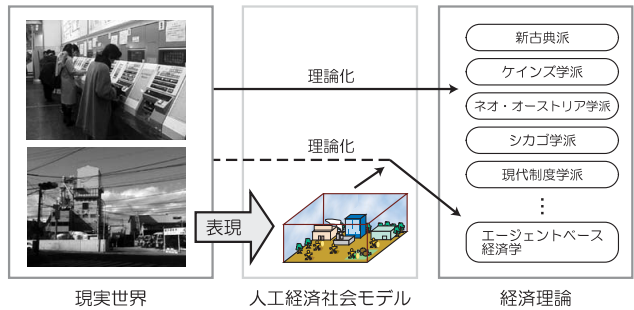 新古典派
ケインズ学派
ネオ・オーストリア学派
シカゴ学派
現代制度学派
⋮
エージェントベース
経済学
理論化
理論化
表現
現実世界
人工経済社会モデル
経済理論